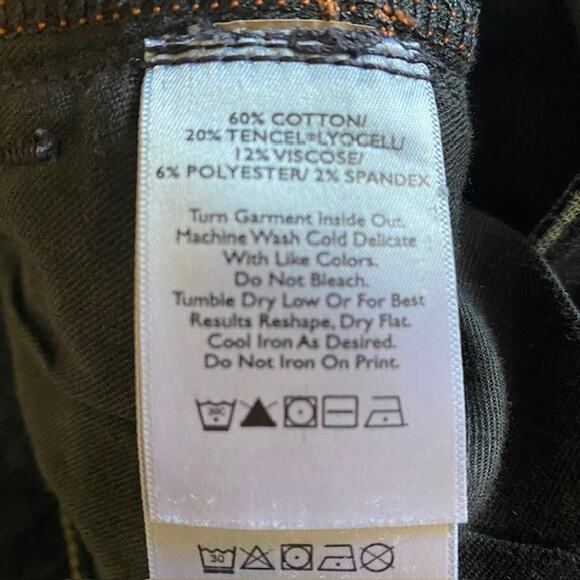 60% COTTON/
20% TENCEL®LYOCELL/
12% VISCOSE/
6% POLYESTER/ 2% SPANDEX
Turn Garment Inside Out.
Machine Wash Cold Delicate
With Like Colors.
Do Not Bleach.
Tumble Dry Low Or For Best
Results Reshape, Dry Flat.
Cool Iron As Desired.
Do Not Iron On Print.
30C
30